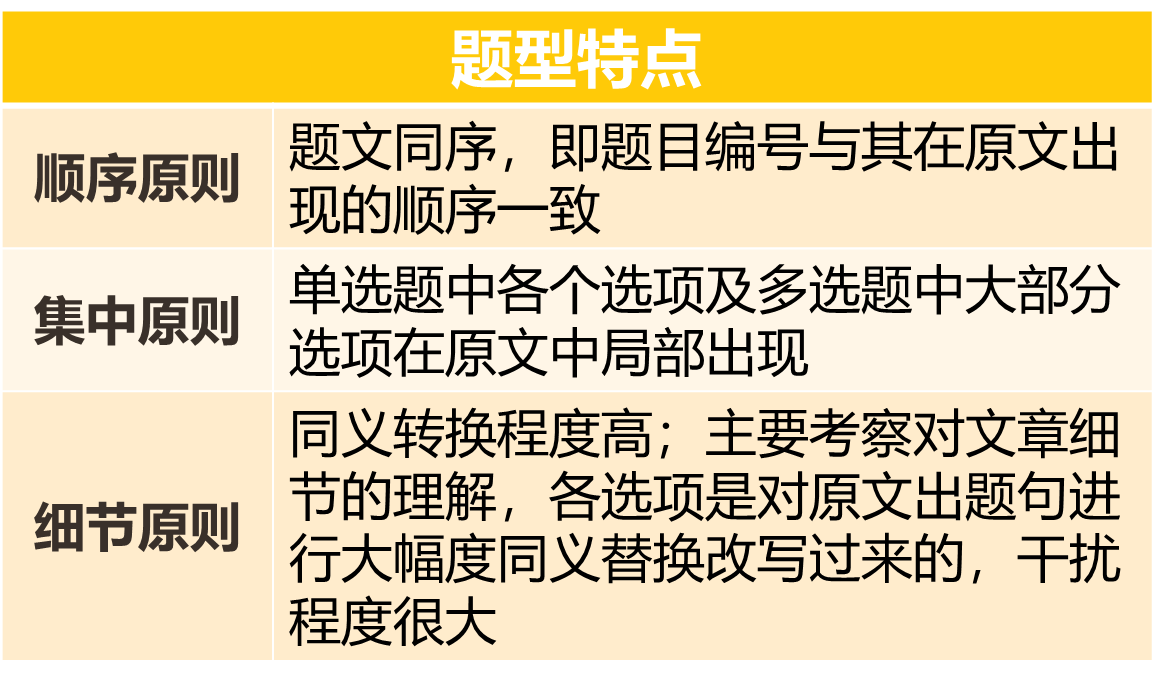 题型特点
顺序原则
题文同序，即题目编号与其在原文出
现的顺序一致
集中原则
单选题中各个选项及多选题中大部分
选项在原文中局部出现
细节原则
同义转换程度高；主要考察对文章细
节的理解，各选项是对原文出题句进
行大幅度同义替换改写过来的，干扰
程度很大